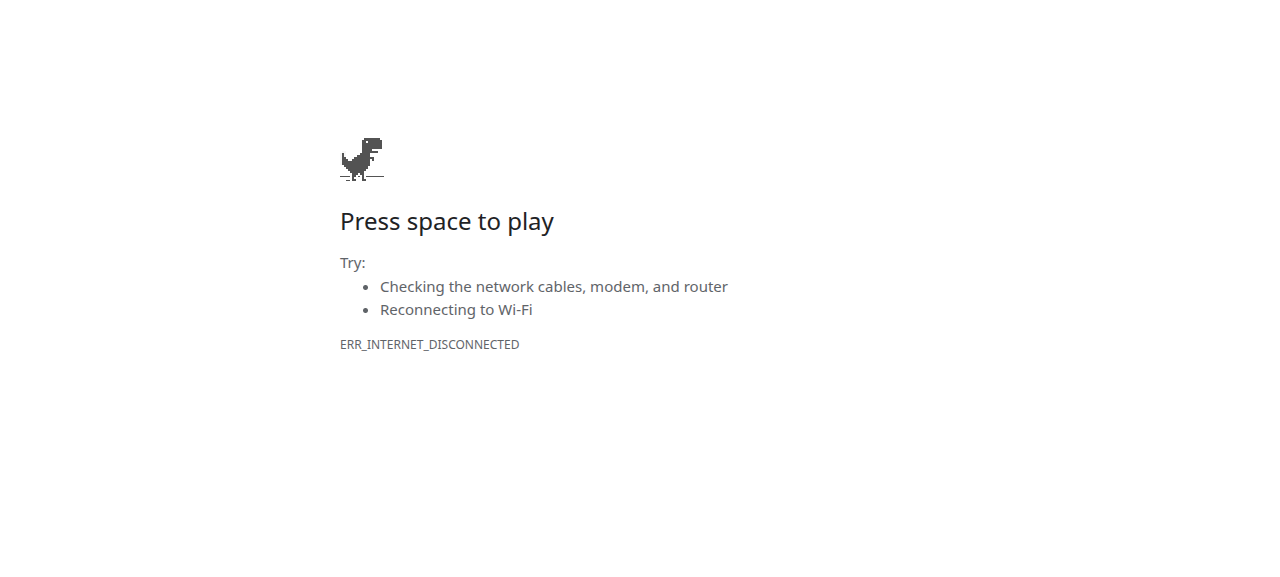 Press space to play
Try:
Checking the network cables, modem, and router
Reconnecting to Wi-Fi
ERR_INTERNET_DISCONNECTED